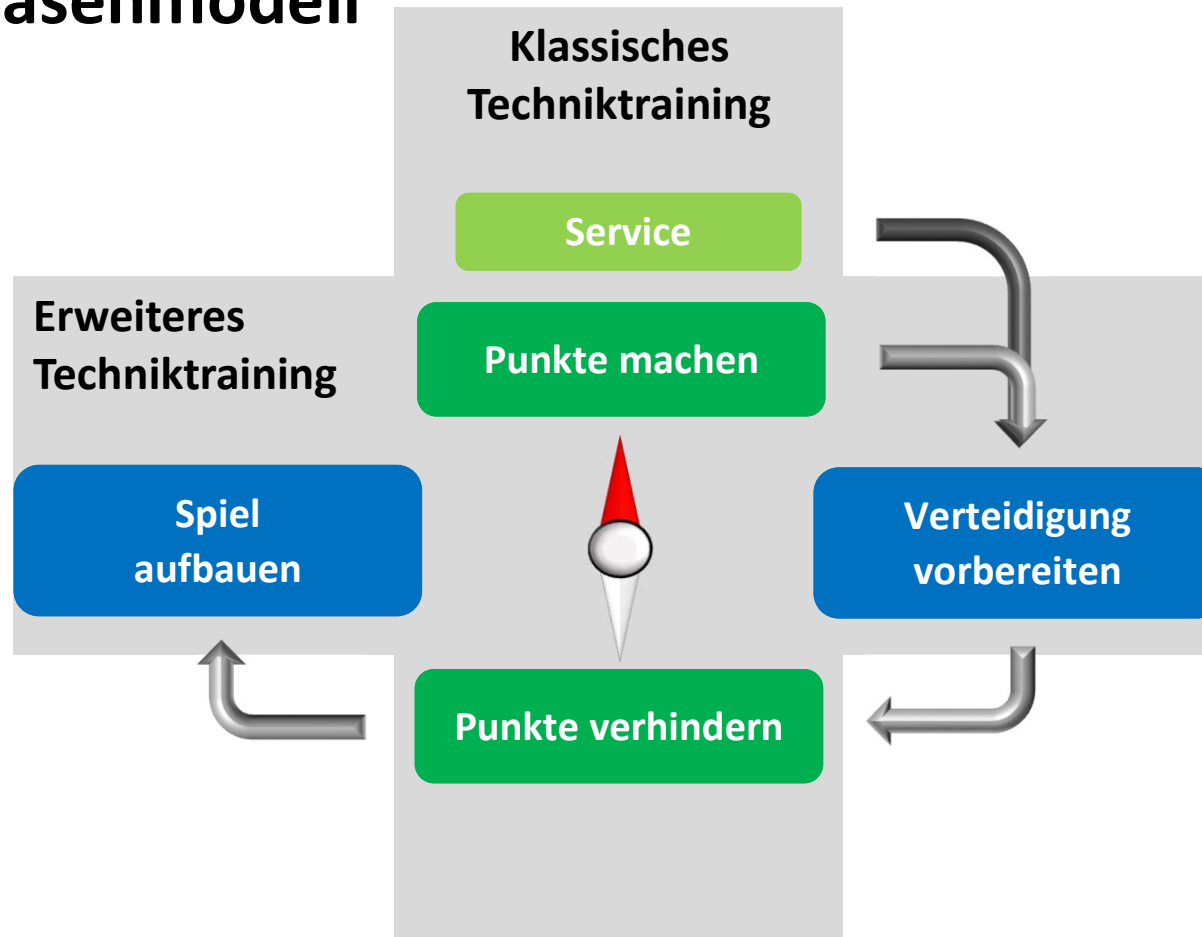 asenmodell
Klassisches
Techniktraining
Service
Erweiteres
Techniktraining
Punkte machen
Spiel
aufbauen
Verteidigung
vorbereiten
Punkte verhindern